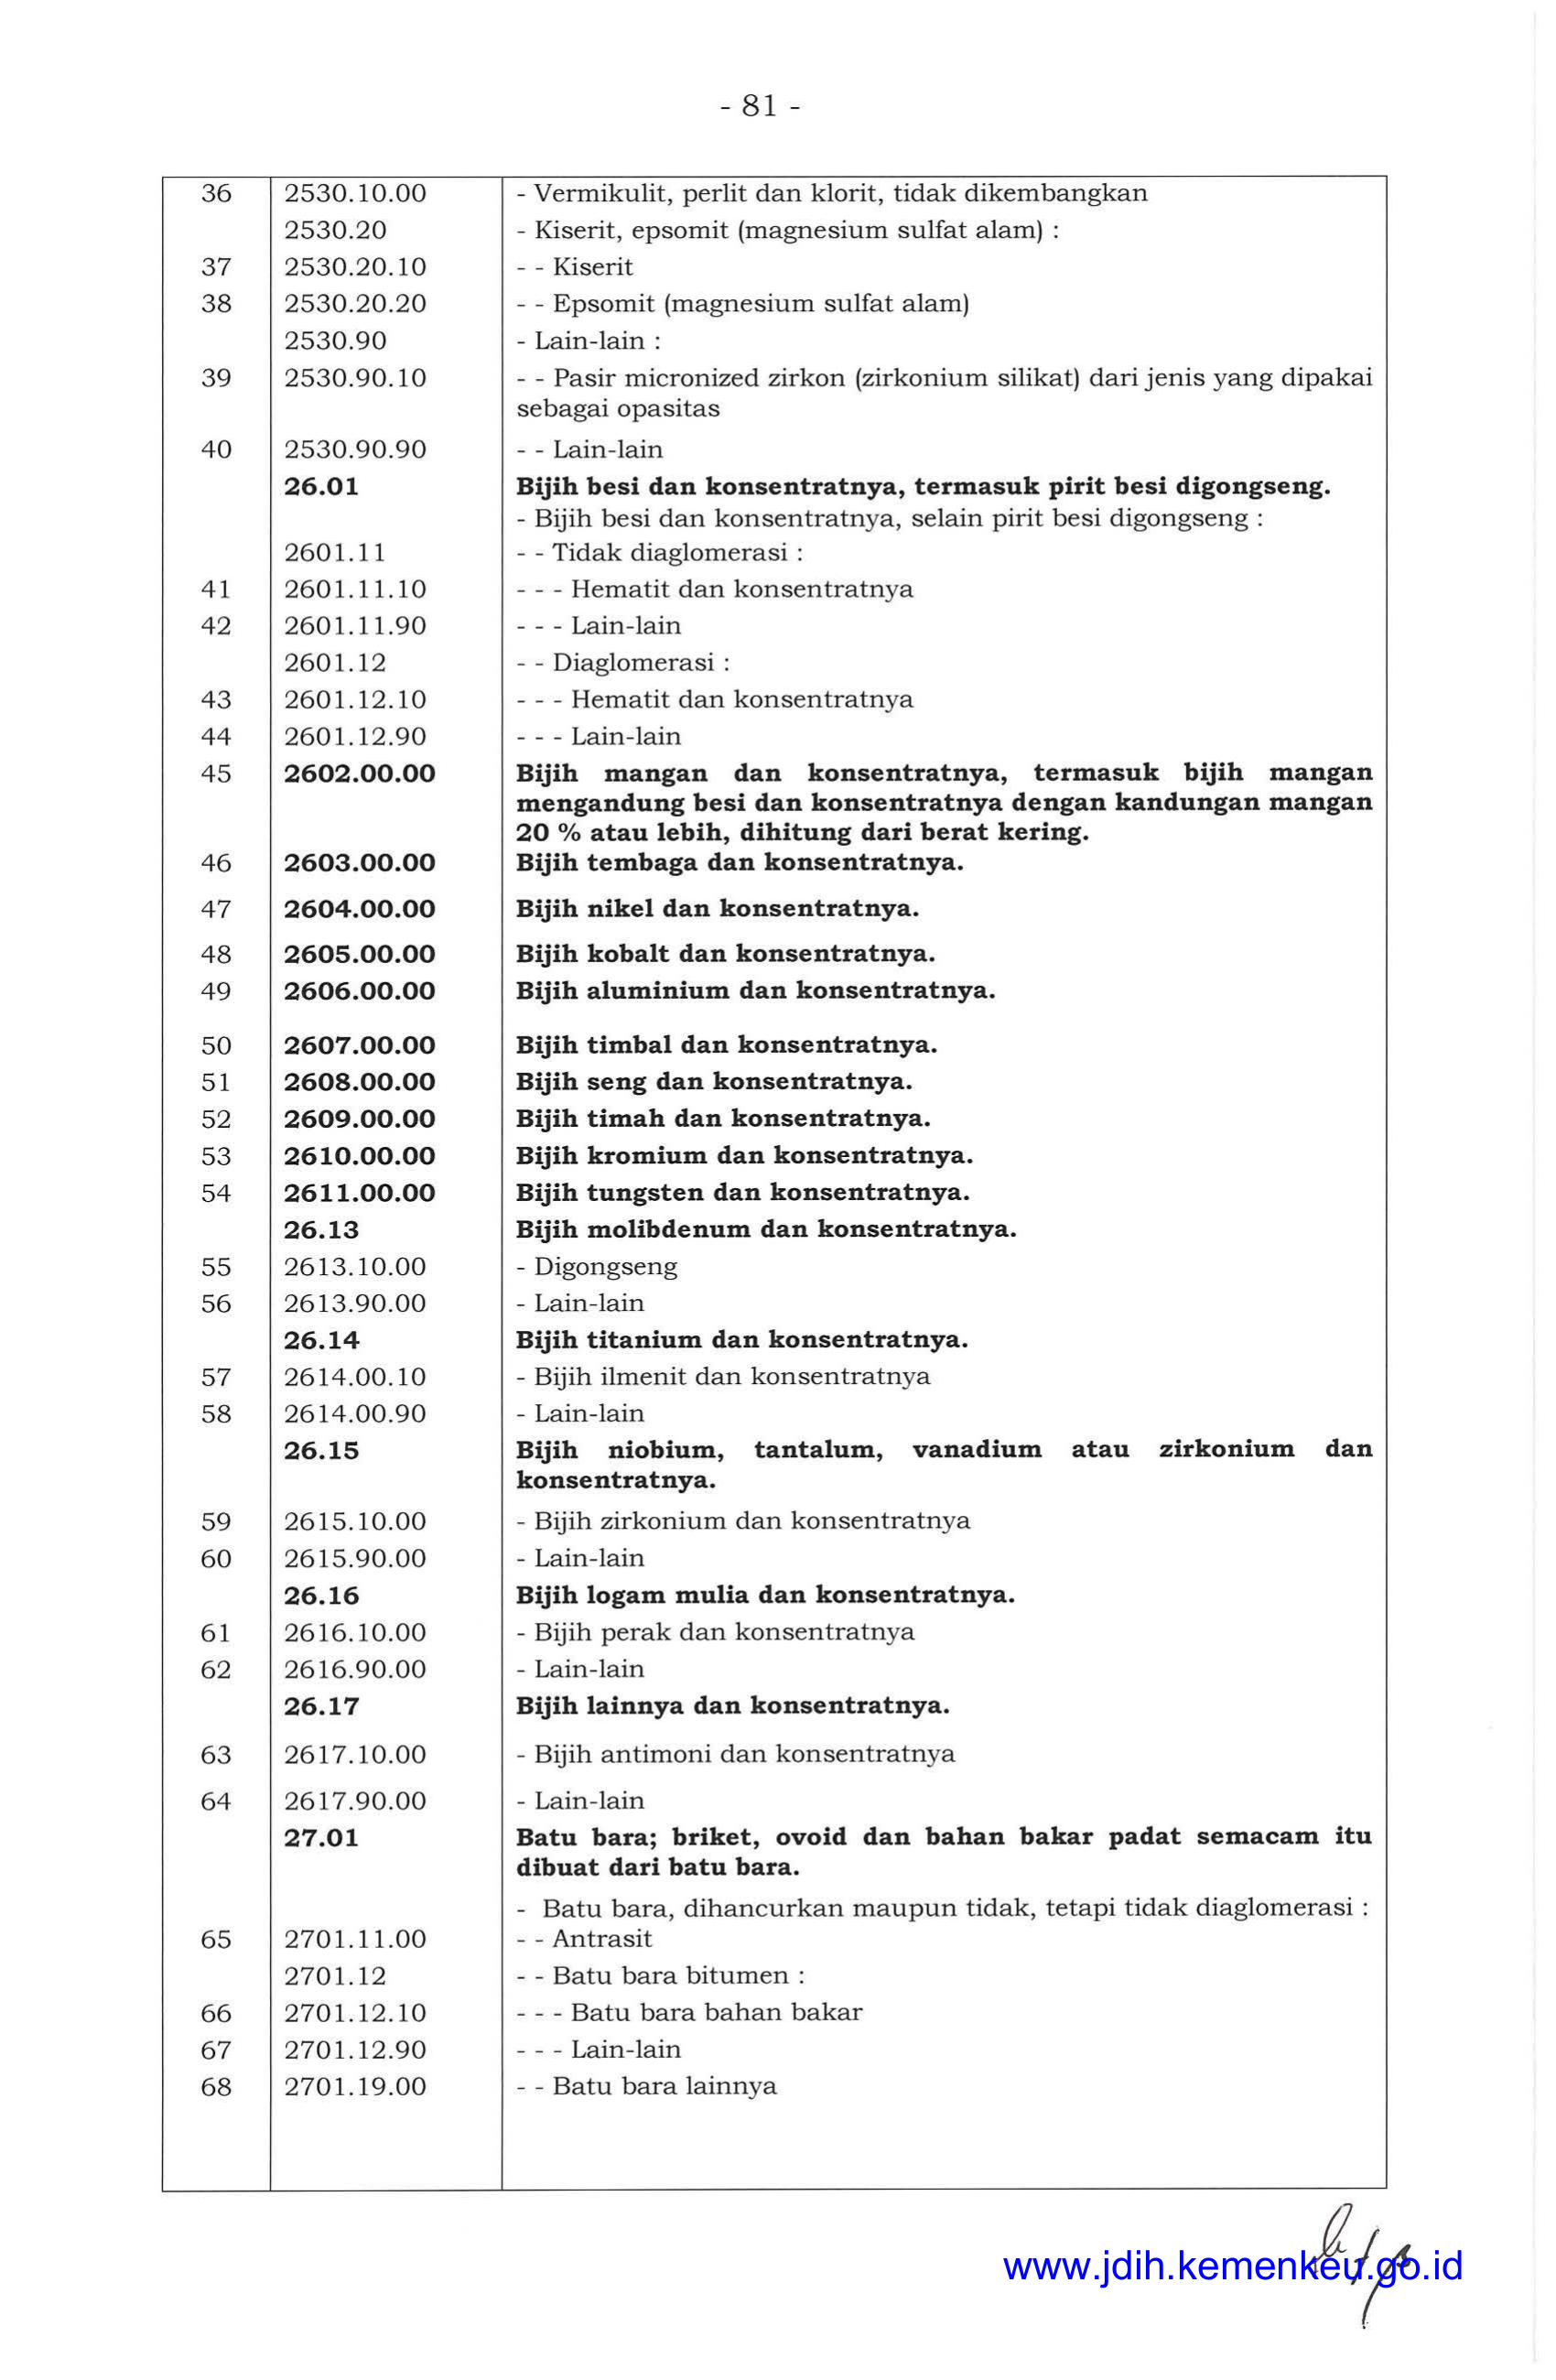 - 81 -
36 2530.10.00 - Vermikulit, perlit dan klorit, tidak dikembangkan
2530.20 - Kiserit, epsomit (magnesium sulfat alam) :
37 2530.20.10 - - Kiserit
38 2530.20.20 - - Epsomit (magnesium sulfat alam)
2530.90 - Lain-lain :
39 2530.90.10 - - Pasir micronized zirkon (zirkonium silikat) dari jenis yang dipakai
sebagai opasitas
40 2530.90.90 - - Lain-lain
26.01 Bijih besi dan konsentratnya, termasuk pirit besi digongseng.
- Bijih besi dan konsentratnya, selain pirit besi digongseng :
2601.11 - - Tidak diaglomerasi :
41 2601.11.10 - - - Hematit dan konsentratnya
42 2601.11.90 - - - Lain-lain
2601.12 - - Diaglomerasi :
43 2601.12.10 - - - Hematit dan konsentratnya
44 2601.12.90 - - - Lain-lain
45 2602.00.00 Bijih mangan dan konsentratnya, termasuk bijih mangan
mengandung besi dan konsentratnya dengan kandungan mangan
20 % atau lebih, dihitung dari berat kering.
46 2603.00.00 Bijih tembaga dan konsentratnya.
47 2604.00.00 Bijih nikel dan konsentratnya.
48 2605.00.00 Bijih kobalt dan konsentratnya.
49 2606.00.00 Bijih aluminium dan konsentratnya.
50 2607.00.00 Bijih timbal dan konsentratnya.
51 2608.00.00 Bijih seng dan konsentratnya.
52 2609.00.00 Bijih timah dan konsentratnya.
53 2610.00.00 Bijih kromium dan konsentratnya.
54 2611.00.00 Bijih tungsten dan konsentratnya.
26.13 Bijih molibdenum dan konsentratnya.
55 2613.10.00 - Digongseng
56 2613.90.00 - Lain-lain
26.14 Bijih titanium dan konsentratnya.
57 2614.00.10 - Bijih ilmenit dan konsentratnya
58 2614.00.90 - Lain-lain
26.15 Bijih niobium, tantalum, vanadium atau zirkonium dan
konsentratnya.
59 2615.10.00 - Bijih zirkonium dan konsentratnya
60 2615.90.00 - Lain-lain
26.16 Bijih logam mulia dan konsentratnya.
61 2616.10.00 - Bijih perak dan konsentratnya
62 2616.90.00 - Lain-lain
26.17 Bijih lainnya dan konsentratnya.
63 2617.10.00 - Bijih antimoni dan konsentratnya
64 2617.90.00 - Lain-lain
27.01 Batu bara; briket, ovoid dan bahan bakar padat semacam itu
dibuat dari batu bara.
- Batu bara, dihancurkan maupun tidak, tetapi tidak diaglomerasi :
65 2701.11.00 - - Antrasit
2701.12 - - Batu bara bitumen :
66 2701.12.10 - - - Batu bara bahan bakar
67 2701.12.90 - - - Lain-lain
68 2701.19.00 - - Batu bara lainnya
www.jdih.kemenkeu.go.id